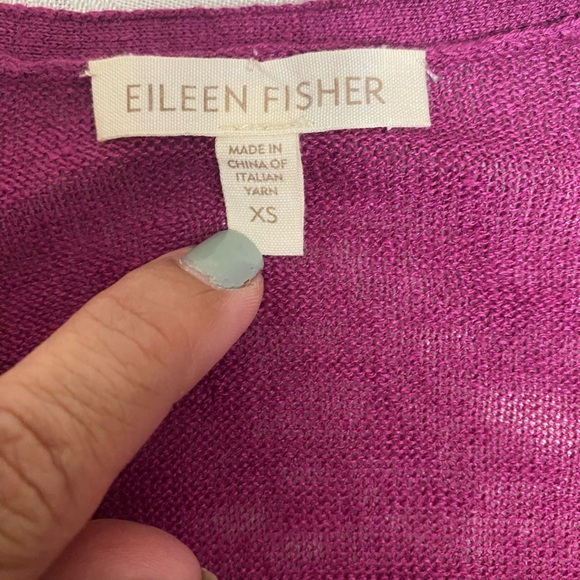 EILEEN FISHER
MADE IN
CHINA OF
ITALIAN
YARN
XS